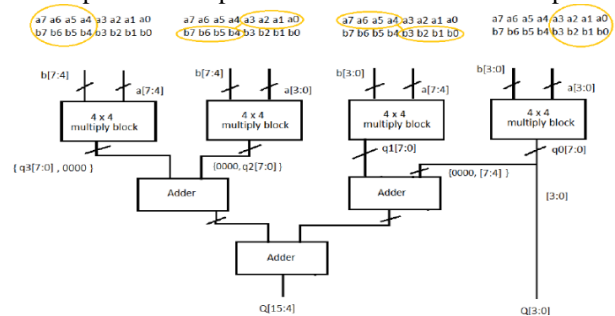 a7 a6 a5 a4 a3 a2 a1 a0
b7 b6 b5 b4 b3 b2 b1 b0
a7 a6 a5 a4 a3 a2 a1 a0
b7 b6 b5 b4 b3 b2 b1 b0
a7 a6 a5 a4 a3 a2 a1 a0
b7 b6 b5 b4 b3 b2 b1 b0
a7 a6 a5 a4 a3 a2 a1 a0
b7 b6 b5 b4 b3 b2 b1 b0
b[7:4] a[7:4]
b[7:4] a[3:0]
b[3:0] a[7:4]
b[3:0] a[3:0]
4 x 4
multiply block
4 x 4
multiply block
4 x 4
multiply block
4 x 4
multiply block
{ q3[7:0] , 0000 }
{0000, q2[7:0] }
q1[7:0]
q0[7:0]
{0000, [7:4] }
Adder
Adder
[3:0]
Adder
Q[15:4]
Q[3:0]